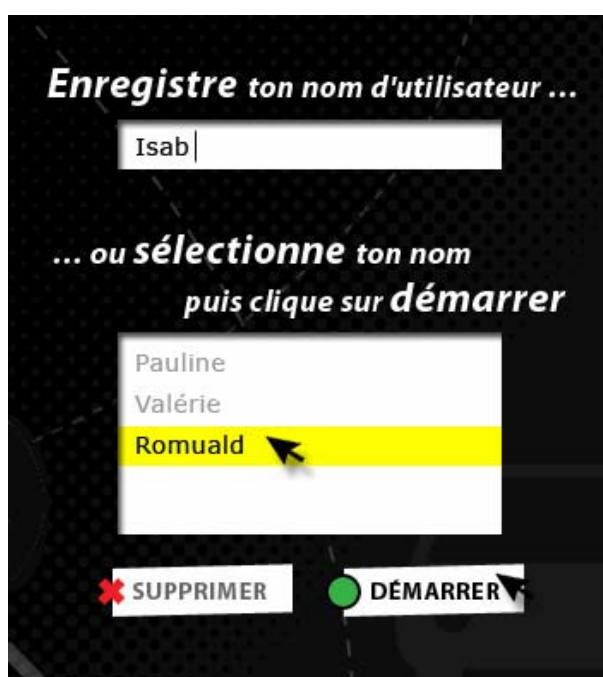 Enregistre ton nom d'utilisateur ...
Isab
... ou sélectionne ton nom
puis clique sur démarrer
Pauline
Valérie
Romuald
SUPPRIMER
DÉMARRER